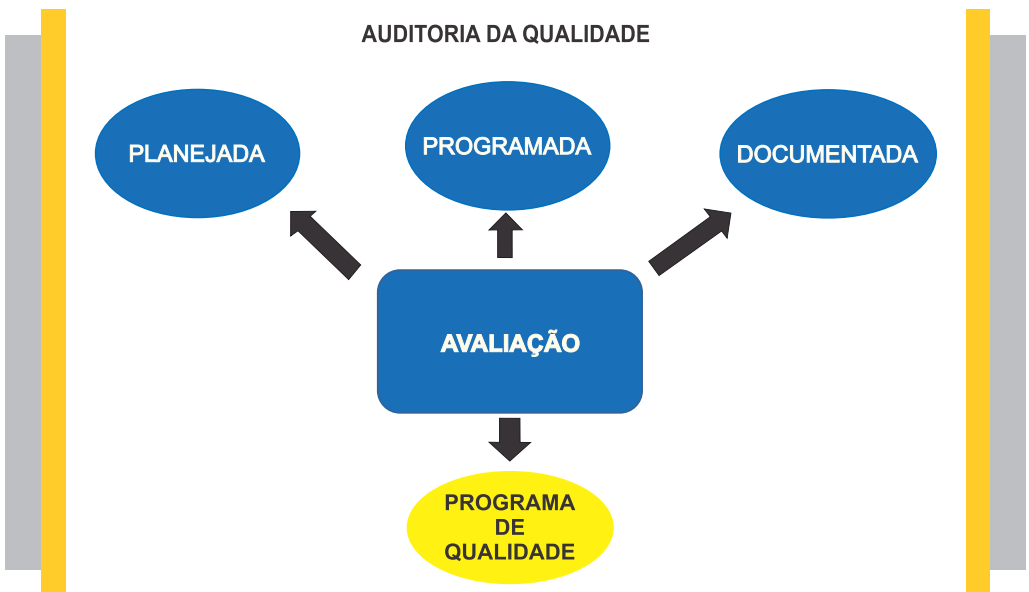 AUDITORIA DA QUALIDADE
PLANEJADA
PROGRAMADA
DOCUMENTADA
AVALIAÇÃO
PROGRAMA
DE
QUALIDADE